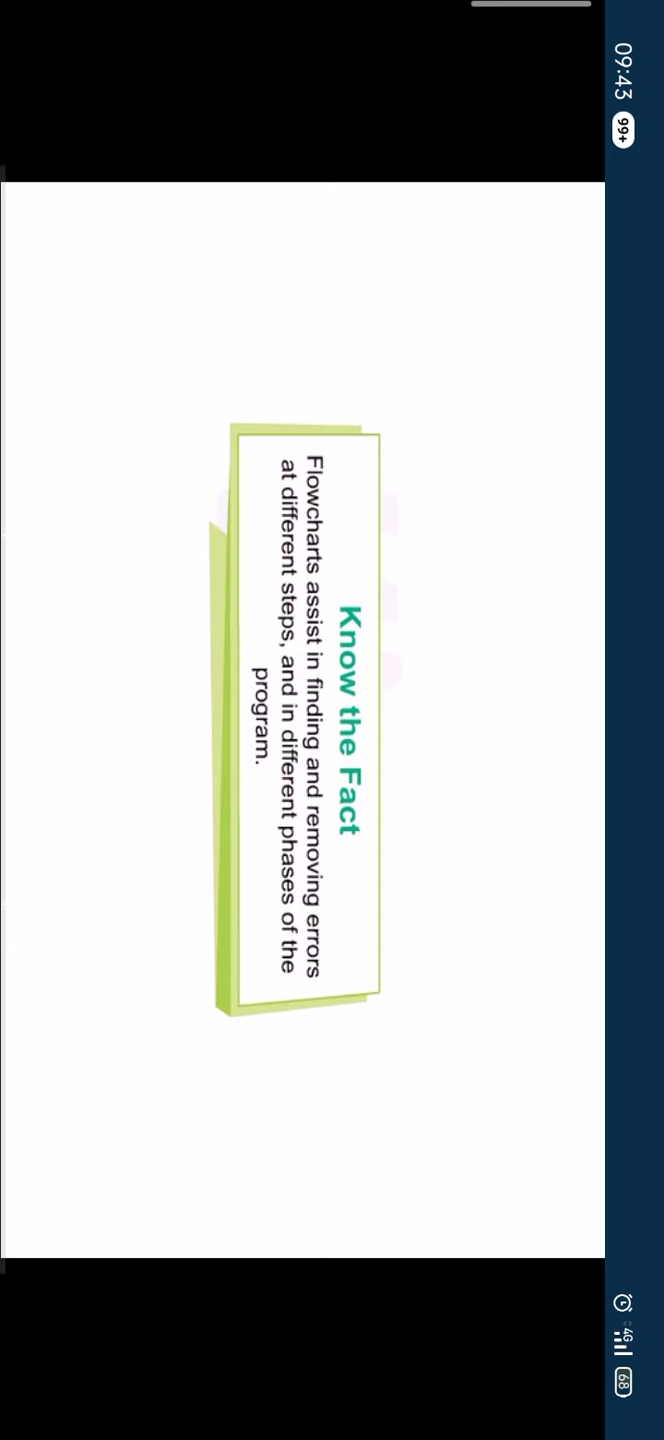 09:43
99+
4G
68
Know the Fact
Flowcharts assist in finding and removing errors
at different steps, and in different phases of the
program.